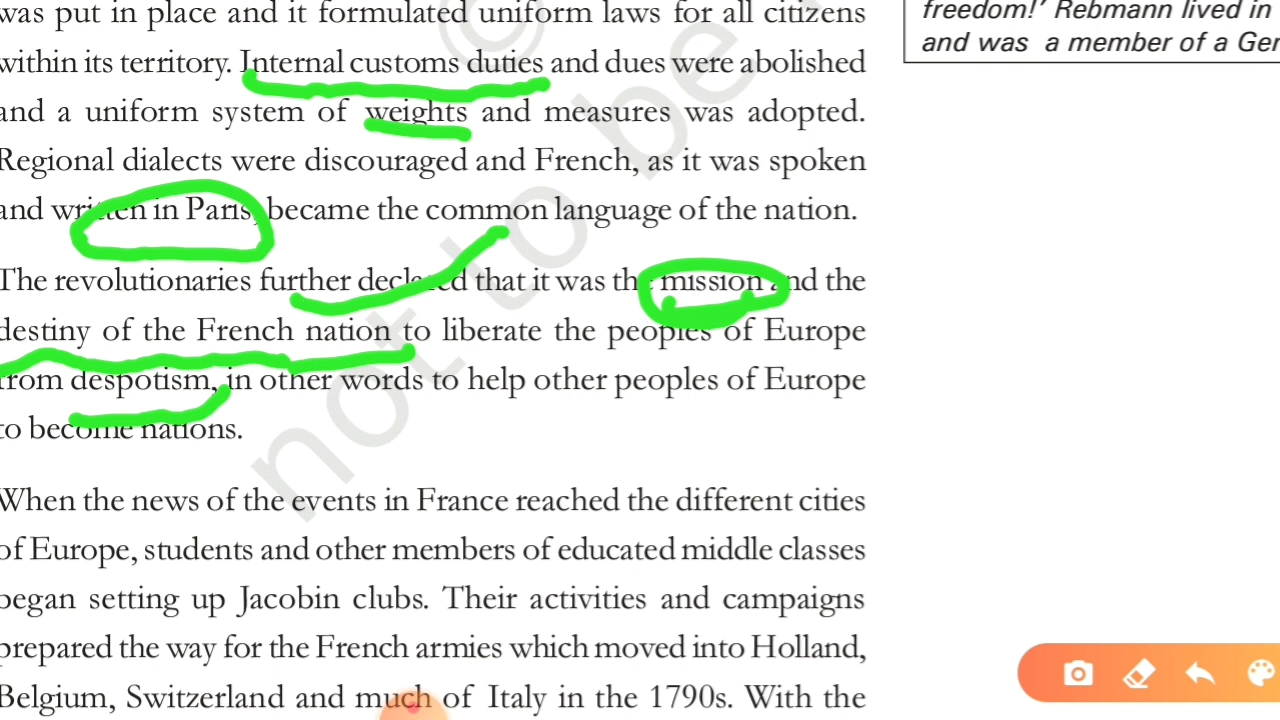 was put in place and it formulated uniform laws for all citizens
within its territory. Internal customs duties and dues were abolished
and a uniform system of weights and measures was adopted.
Regional dialects were discouraged and French, as it was spoken
and written in Paris, became the common language of the nation.
The revolutionaries further declared that it was the mission and the
destiny of the French nation to liberate the peoples of Europe
from despotism, in other words to help other peoples of Europe
to become nations.
When the news of the events in France reached the different cities
of Europe, students and other members of educated middle classes
began setting up Jacobin clubs. Their activities and campaigns
prepared the way for the French armies which moved into Holland,
Belgium, Switzerland and much of Italy in the 1790s. With the
freedom!' Rebmann lived in
and was a member of a Ger
© not to be